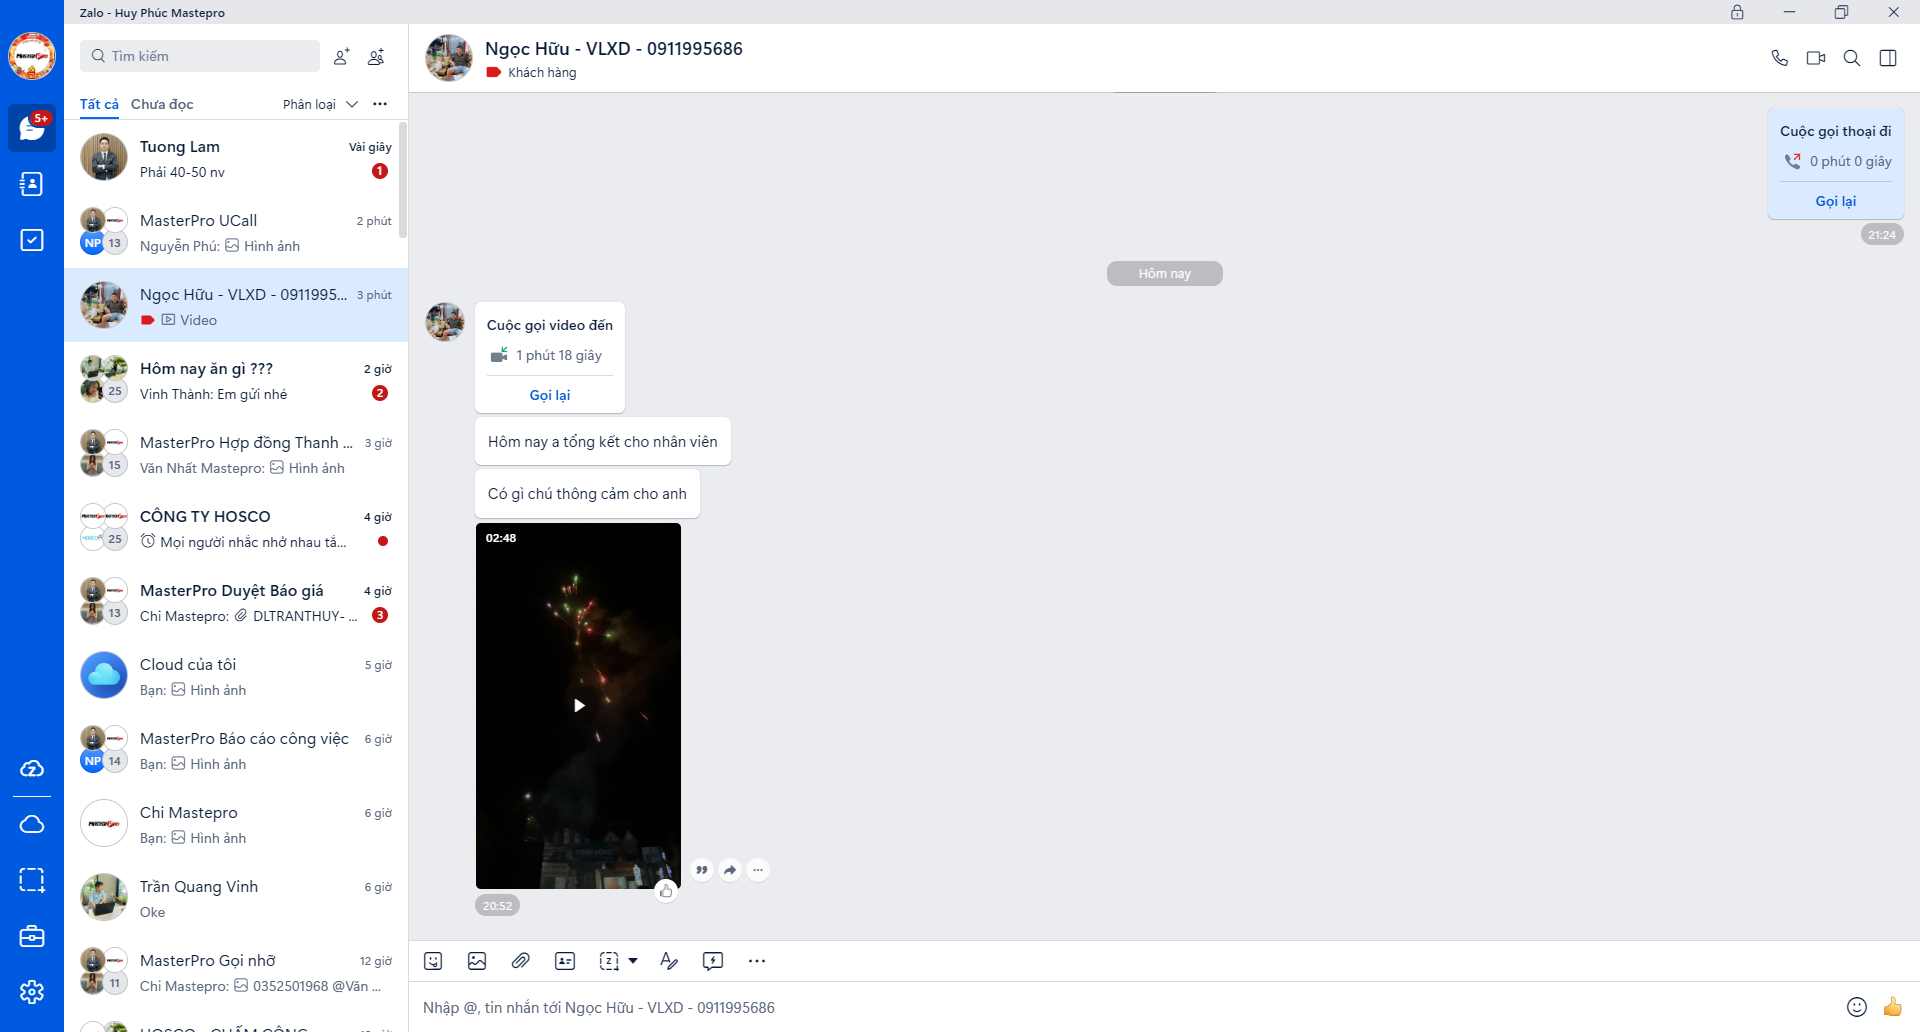 Zalo - Huy Phúc Mastepro
Tìm kiếm
Tất cả
Chưa đọc
Phân loại
5+
Tuong Lam
Vài giây
Phải 40-50 nv
1
MasterPro UCall
2 phút
NP
13
Nguyễn Phú: Hình ảnh
Ngọc Hữu - VLXD - 0911995...
3 phút
Video
Hôm nay ăn gì ???
2 giờ
25
Vinh Thành: Em gửi nhé
2
MasterPro Hợp đồng Thanh ...
3 giờ
15
Văn Nhất Mastepro: Hình ảnh
CÔNG TY HOSCO
4 giờ
25
Mọi người nhắc nhở nhau tắ...
MasterPro Duyệt Báo giá
4 giờ
13
Chi Mastepro: DLTRANTHUY- ...
3
Cloud của tôi
5 giờ
Bạn: Hình ảnh
MasterPro Báo cáo công việc
6 giờ
NP
14
Bạn: Hình ảnh
Chi Mastepro
6 giờ
Bạn: Hình ảnh
Trần Quang Vinh
6 giờ
Oke
MasterPro Gọi nhỡ
12 giờ
11
Chi Mastepro: 0352501968 @Văn ...
HOSCO - CHẤM CÔNG
Ngọc Hữu - VLXD - 0911995686
Khách hàng
Cuộc gọi thoại đi
0 phút 0 giây
Gọi lại
21:24
Hôm nay
Cuộc gọi video đến
1 phút 18 giây
Gọi lại
Hôm nay a tổng kết cho nhân viên
Có gì chú thông cảm cho anh
02:48
20:52
Nhập @, tin nhắn tới Ngọc Hữu - VLXD - 0911995686